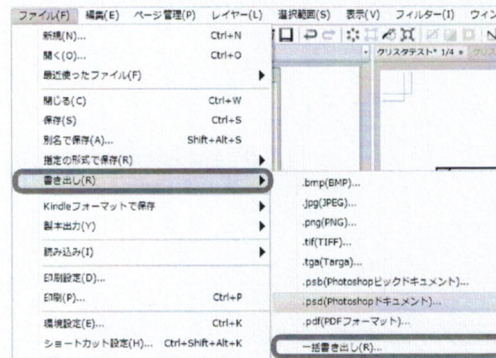 ファイル(F) 編集(E) ページ管理(P) レイヤー(L) 選択範囲(S) 表示(V) フィルター(I) ウィン
新規(N)... Ctrl+N
開く(O)... Ctrl+O
最近使ったファイル(F)
クリスタテスト* 1/4
閉じる(C) Ctrl+W
保存(S) Ctrl+S
別名で保存(A)... Shift+Alt+S
指定の形式で保存(R)
書き出し(R)
Kindleフォーマットで保存
製本出力(Y)
読み込み(I)
印刷設定(D)...
印刷(P)... Ctrl+P
環境設定(E)... Ctrl+K
ショートカット設定(H)... Ctrl+Shift+Alt+K
.bmp(BMP)...
.jpg(JPEG)...
.png(PNG)...
.tif(TIFF)...
.tga(Targa)...
.psb(Photoshopビックドキュメント)...
.psd(Photoshopドキュメント)...
.pdf(PDFフォーマット)...
一括書き出し(R)...